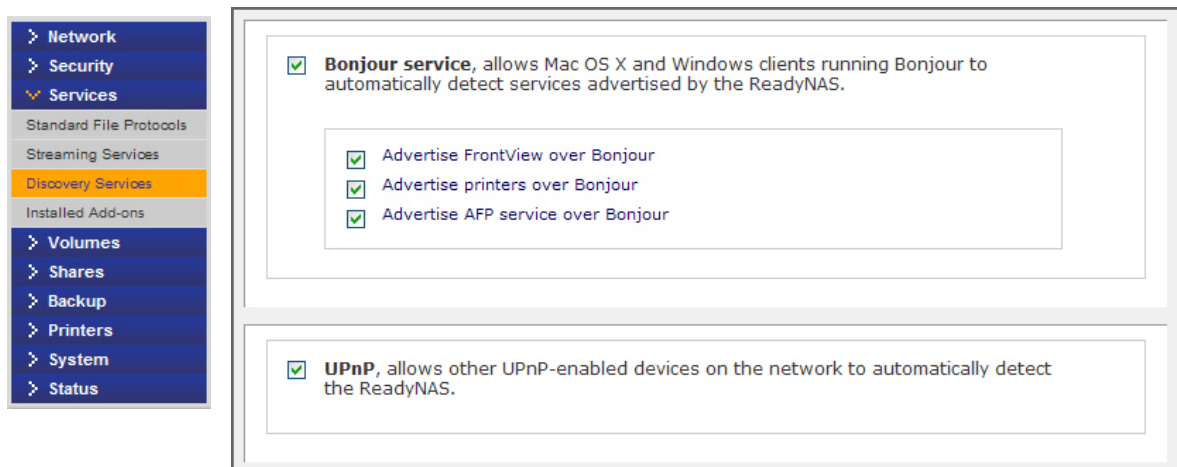 Network
Security
Services
Standard File Protocols
Streaming Services
Discovery Services
Installed Add-ons
Volumes
Shares
Backup
Printers
System
Status
Bonjour service, allows Mac OS X and Windows clients running Bonjour to
automatically detect services advertised by the ReadyNAS.
Advertise FrontView over Bonjour
Advertise printers over Bonjour
Advertise AFP service over Bonjour
UPnP, allows other UPnP-enabled devices on the network to automatically detect
the ReadyNAS.